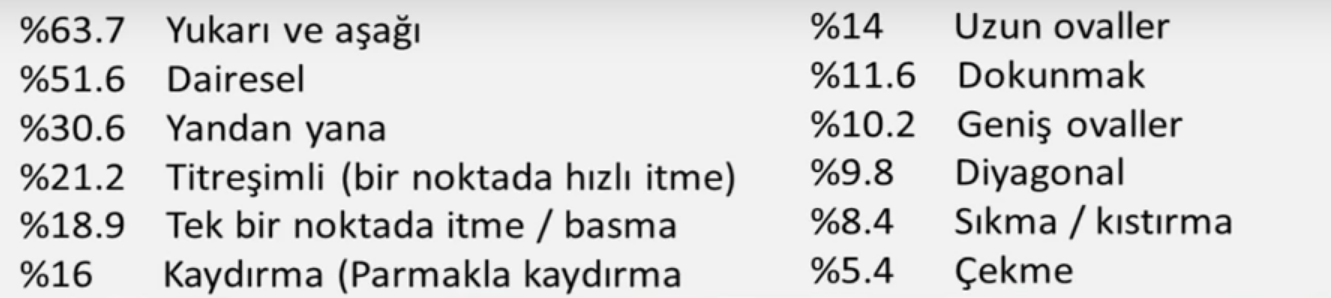 %63.7 Yukarı ve aşağı
%51.6 Dairesel
%30.6 Yandan yana
%21.2 Titreşimli (bir noktada hızlı itme)
%18.9 Tek bir noktada itme / basma
%16 Kaydırma (Parmakla kaydırma
%14 Uzun ovaller
%11.6 Dokunmak
%10.2 Geniş ovaller
%9.8 Diyagonal
%8.4 Sıkma / kıstırma
%5.4 Çekme